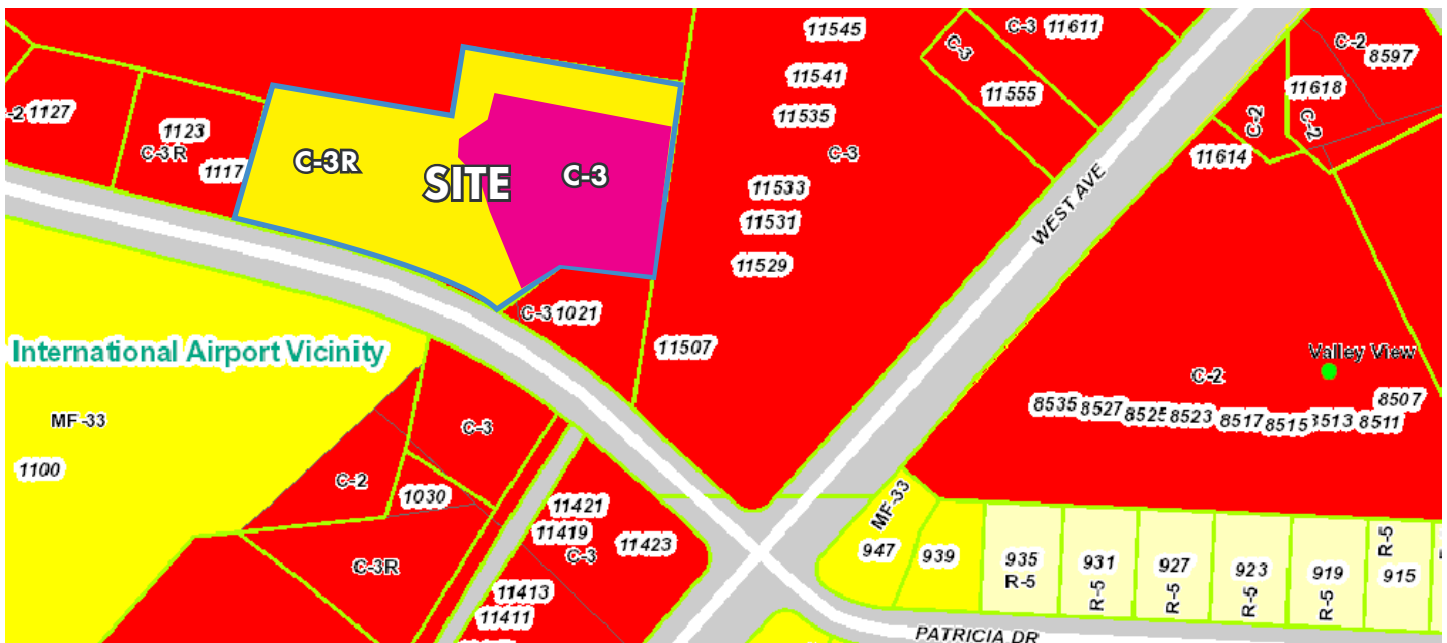 11545
C-3 11611
C-3
C-2
8597
11541
11555
11618
-2 1127
11535
C-2
C-2
1123
C-3R
C-3
11614
1117
C-3R
SITE
C-3
11533
11531
WEST AVE
11529
C-3 1021
11507
International Airport Vicinity
Valley View
C-2
8507
8535 8527 8525 8523 8517 8515 8513 8511
MF-33
C-3
1100
C-2
1030
11421
MF-33
11419
11423
C-3
947
939
935
R-5
931
R-5
927
R-5
923
R-5
919
R-5
R-5
915
C-3R
11413
11411
PATRICIA DR